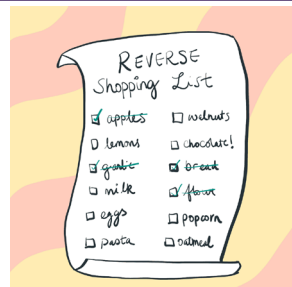 REVERSE
Shopping List
apples
lemons
garlic
milk
eggs
pasta
walnuts
chocolate!
bread
flour
popcorn
oatmeal